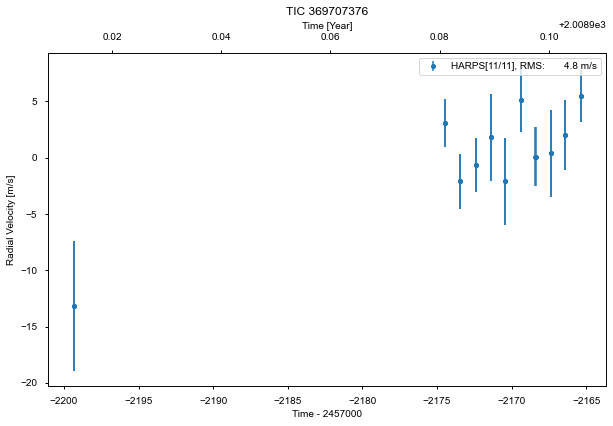 TIC 369707376
Time [Year]
+2.0089e3
0.02 0.04 0.06 0.08 0.10
HARPS[11/11], RMS: 4.8 m/s
Radial Velocity [m/s]
5
0
−5
−10
−15
−20
−2200 −2195 −2190 −2185 −2180 −2175 −2170 −2165
Time - 2457000